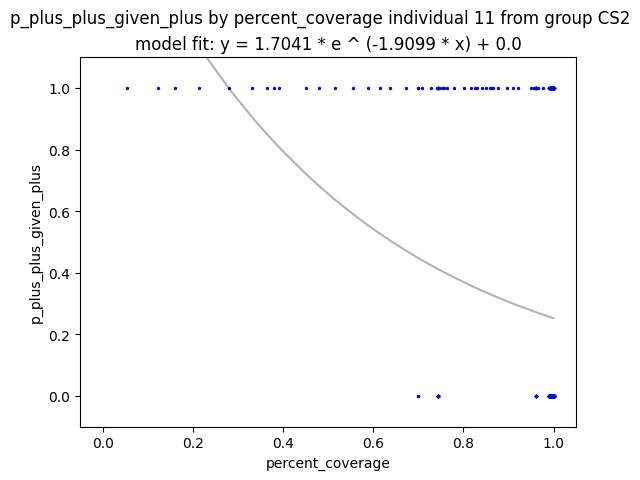 p_plus_plus_given_plus by percent_coverage individual 11 from group CS2
model fit: y = 1.7041 * e ^ (-1.9099 * x) + 0.0
1.0
0.8
0.6
0.4
0.2
0.0
p_plus_plus_given_plus
0.0 0.2 0.4 0.6 0.8 1.0
percent_coverage